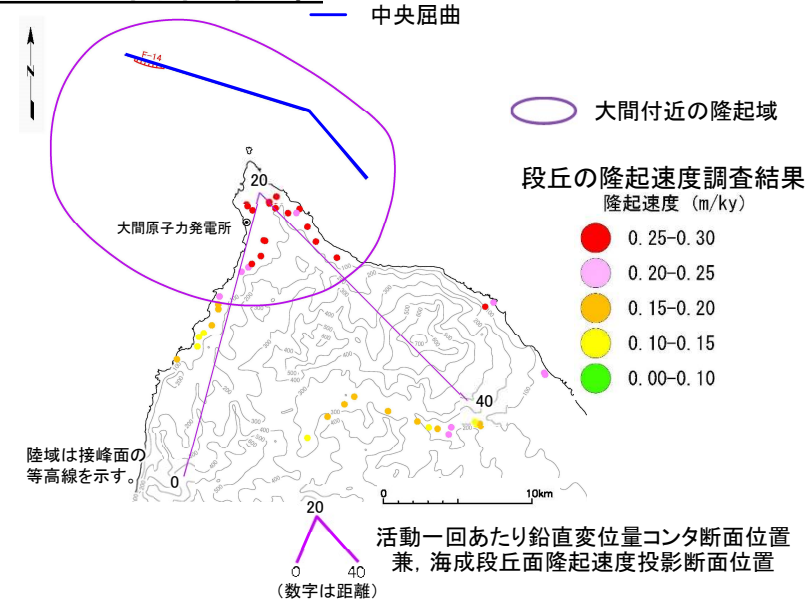 中央屈曲
F-14
N
大間付近の隆起域
段丘の隆起速度調査結果
隆起速度 (m/ky)
0.25-0.30
0.20-0.25
0.15-0.20
0.10-0.15
0.00-0.10
20
大間原子力発電所
40
陸域は接峰面の
等高線を示す。
0
0 10km
20
0 40
(数字は距離)
活動一回あたり鉛直変位量コンタ断面位置
兼, 海成段丘面隆起速度投影断面位置